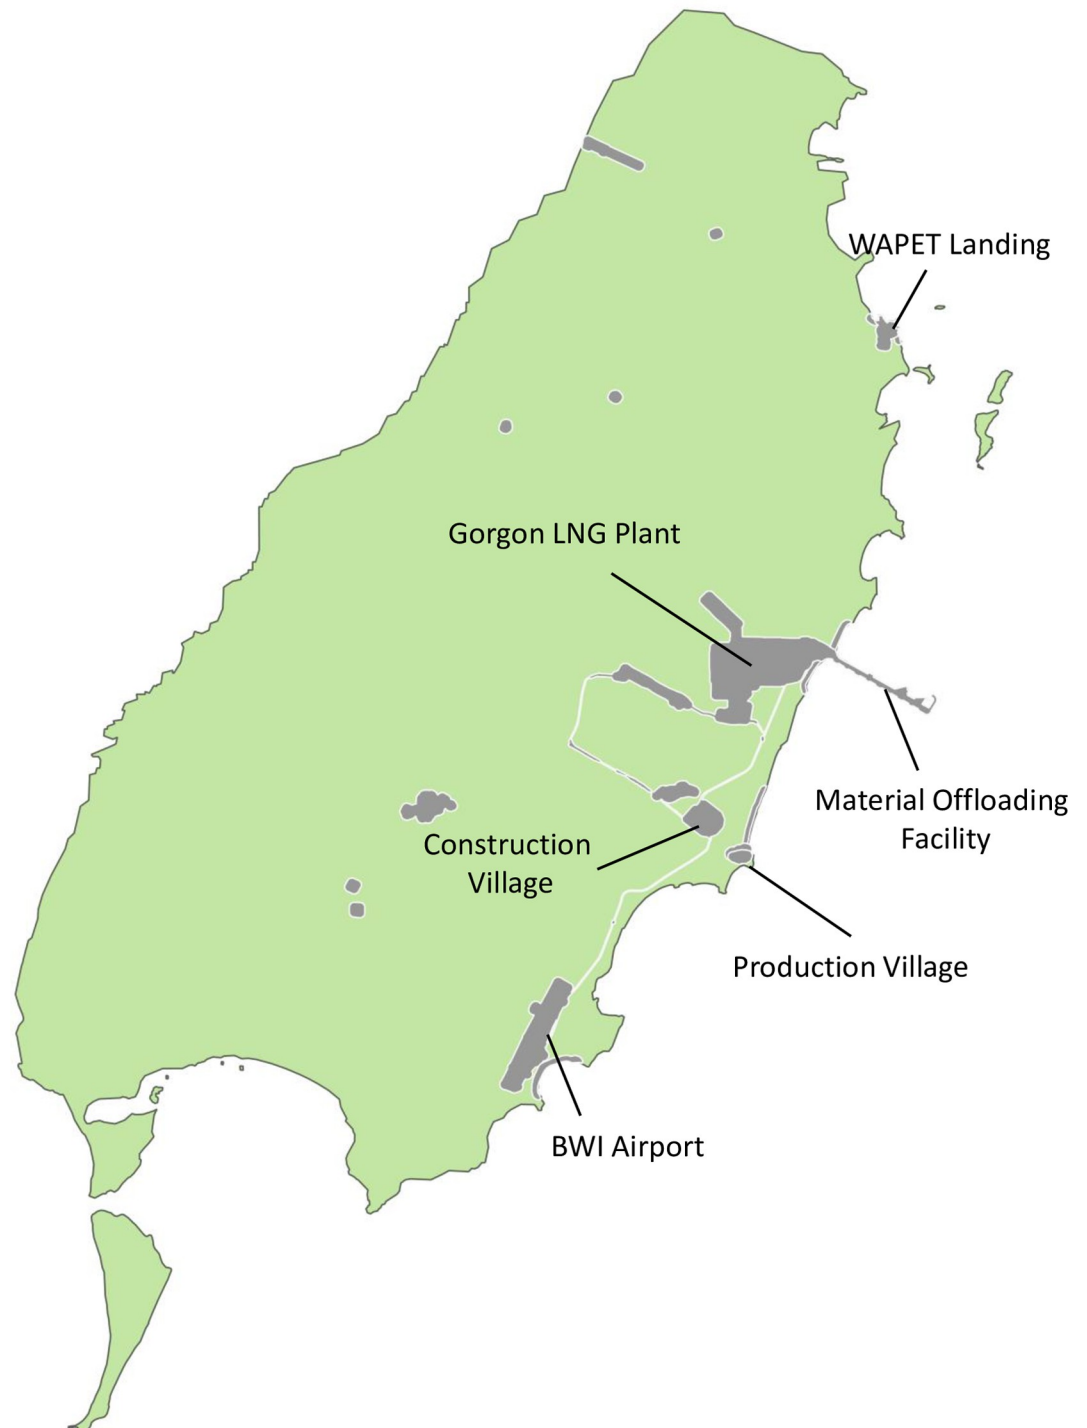 WAPET Landing
Gorgon LNG Plant
Material Offloading
Facility
Construction
Village
Production Village
BWI Airport